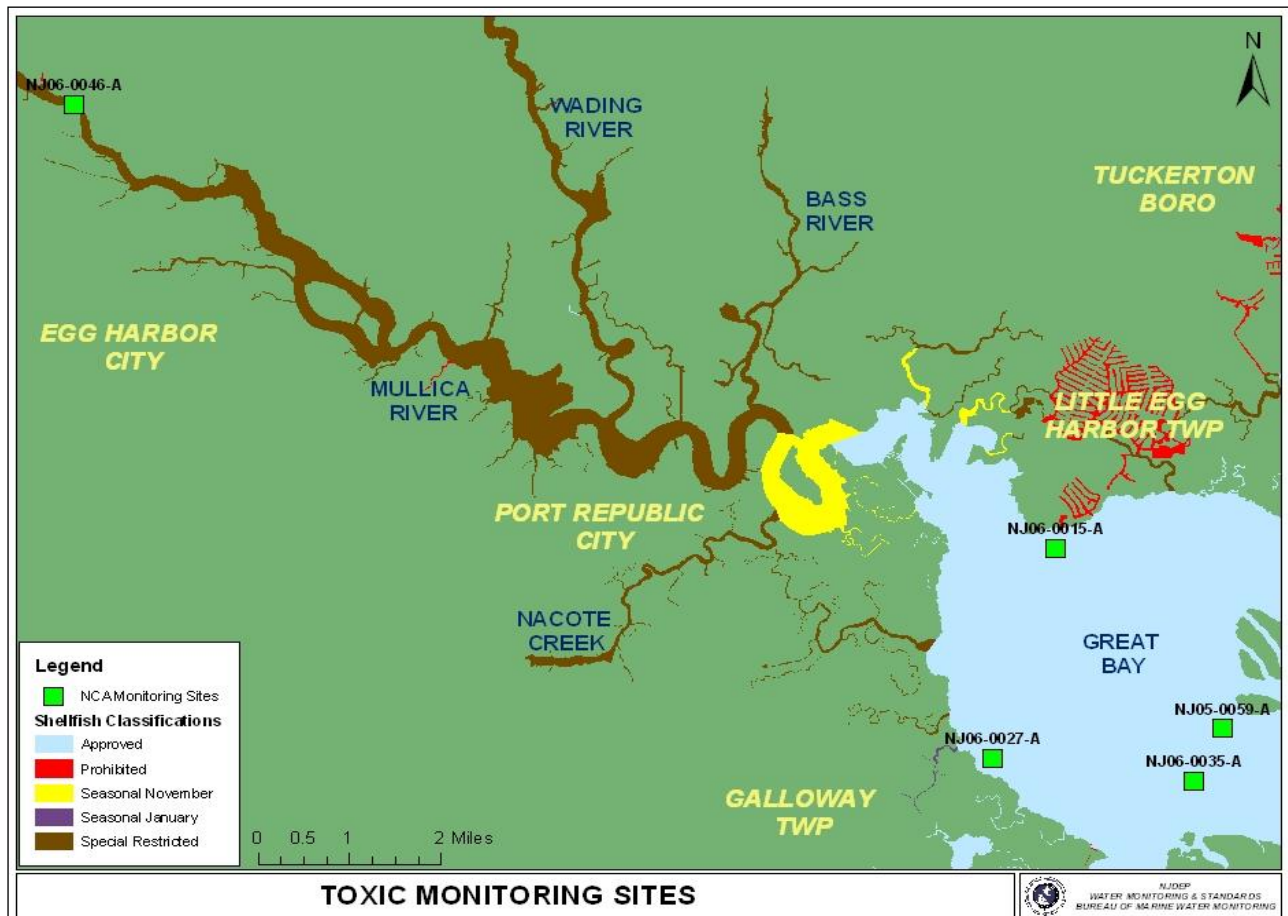 N
NJ06-0046-A
WADING
RIVER
TUCKERTON
BORO
BASS
RIVER
EGG HARBOR
CITY
MULLICA
RIVER
LITTLE EGG
HARBOR TWP
PORT REPUBLIC
CITY
NJ06-0015-A
NACOTE
CREEK
GREAT
BAY
NJ05-0059-A
NJ06-0027-A
NJ06-0035-A
GALLOWAY
TWP
Legend
NCA Monitoring Sites
Shellfish Classifications
Approved
Prohibited
Seasonal November
Seasonal January
Special Restricted
0 0.5 1 2 Miles
TOXIC MONITORING SITES
NJDEP
WATER MONITORING & STANDARDS
BUREAU OF MARINE WATER MONITORING